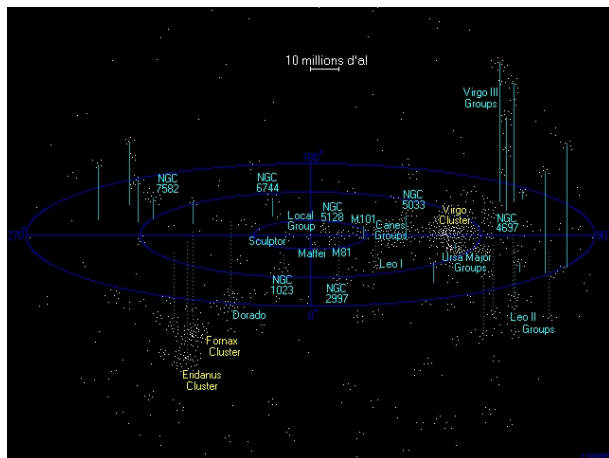 10 millions d'al
Virgo III
Groups
180°
NGC
7582
NGC
6744
NGC
5033
Virgo
Cluster
NGC
5128
M101
Local
Group
Canes
Groups
NGC
4697
270°
Sculptor
Maffei
M81
Leo I
Ursa Major
Groups
NGC
1023
NGC
2997
0°
Dorado
Leo II
Groups
Fornax
Cluster
Eridanus
Cluster